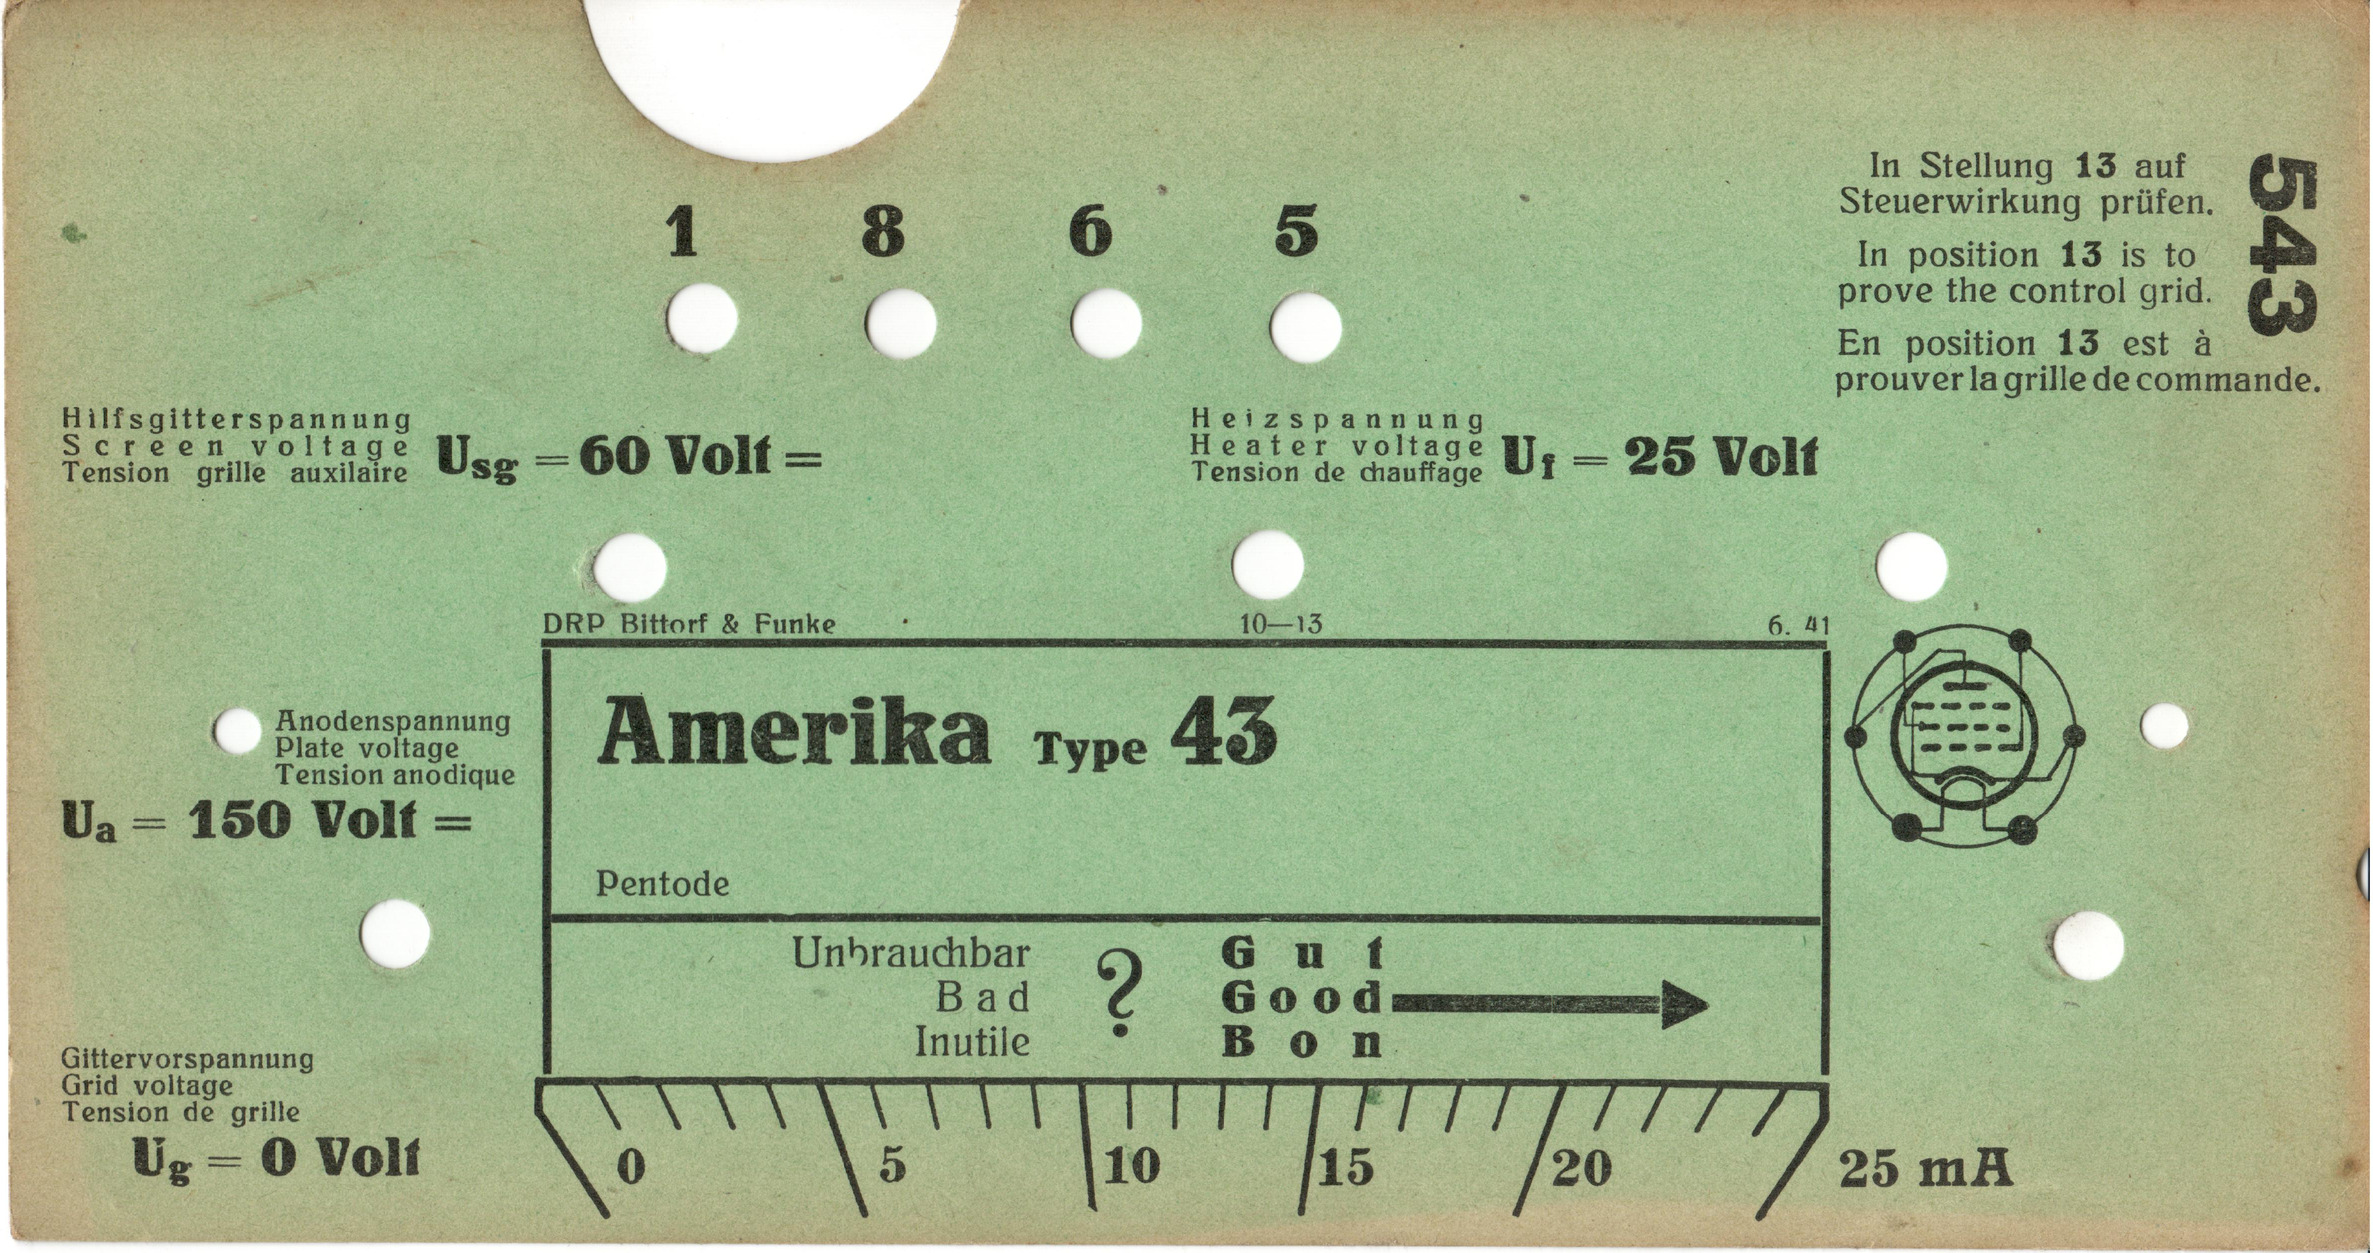 In Stellung 13 auf
Steuerwirkung prüfen.
In position 13 is to
prove the control grid.
En position 13 est à
prouver la grille de commande.
543
1 8 6 5
Hilfsgitterspannung
Screen voltage
Tension grille auxilaire
Usg = 60 Volt =
Heizspannung
Heater voltage
Tension de chauffage
Uf = 25 Volt
DRP Bittorf & Funke 10—13 6. 41
Anodenspannung
Plate voltage
Tension anodique
Ua = 150 Volt =
Amerika Type 43
Pentode
Unbrauchbar
Bad
Inutile
?
Gut
Good
Bon
Gittervorspannung
Grid voltage
Tension de grille
Ug = 0 Volt
0 5 10 15 20 25 mA